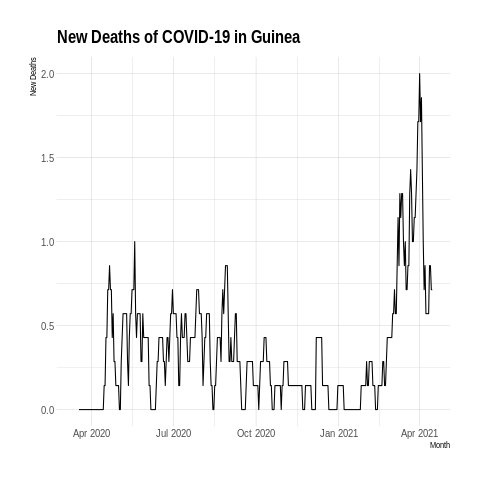 New Deaths of COVID-19 in Guinea
New Deaths
2.0
1.5
1.0
0.5
0.0
Apr 2020 Jul 2020 Oct 2020 Jan 2021 Apr 2021
Month